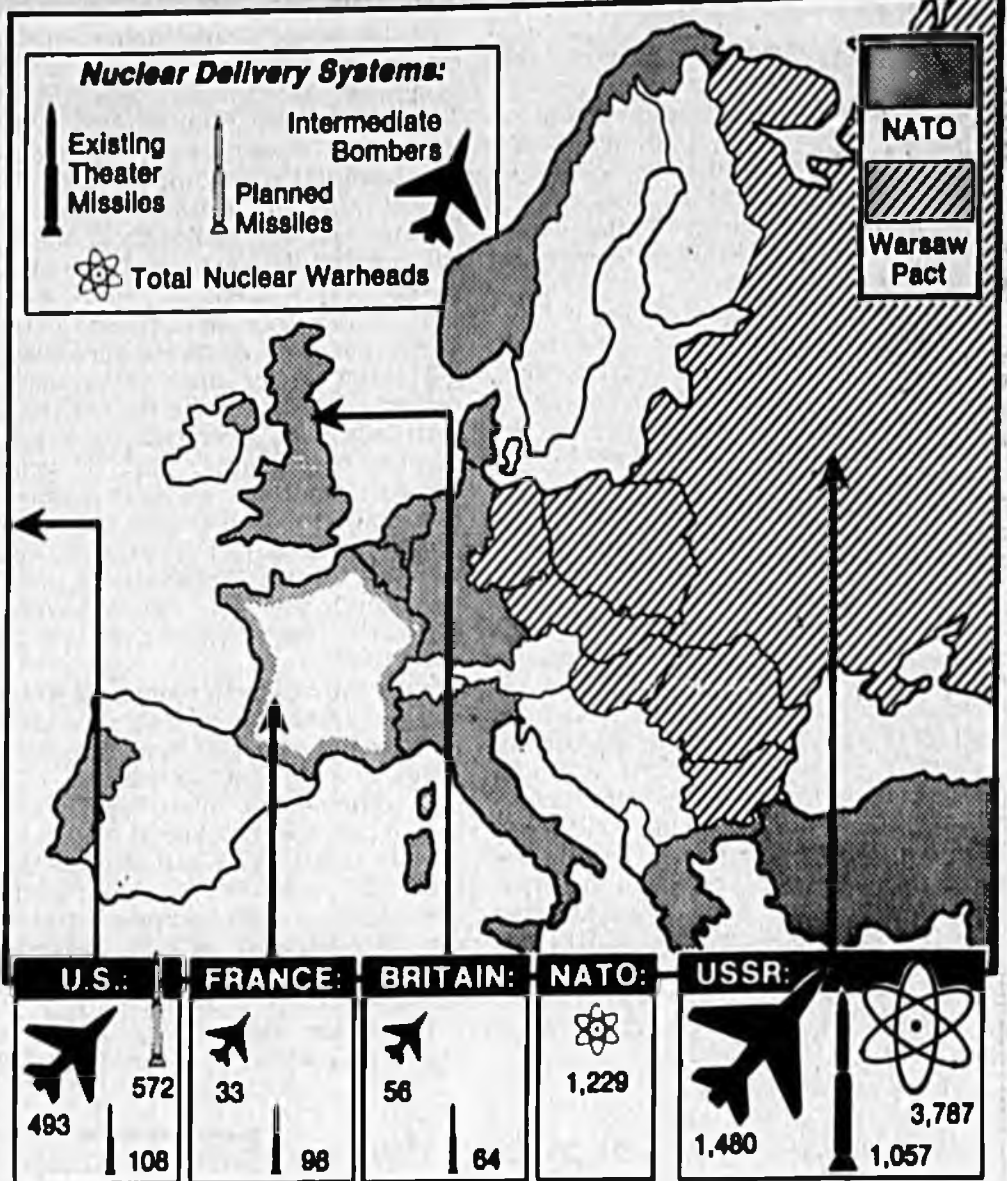 Nuclear Delivery Systems:
Existing
Theater
Missiles
Planned
Missiles
Intermediate
Bombers
Total Nuclear Warheads
NATO
Warsaw
Pact
U.S.:
493
572
108
FRANCE:
33
98
BRITAIN:
56
64
NATO:
1,229
USSR:
1,480
1,057
3,787